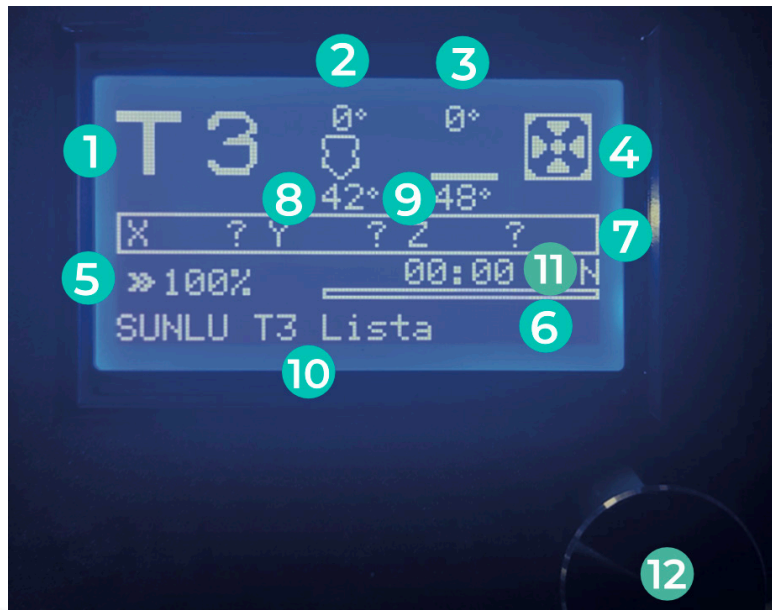 2 3
1 T3 0° 0° 4
8 42° 9 48°
X ? Y ? Z ? 7
5 »100% 00:00 11 N
SUNLU T3 Lista 6
10
12